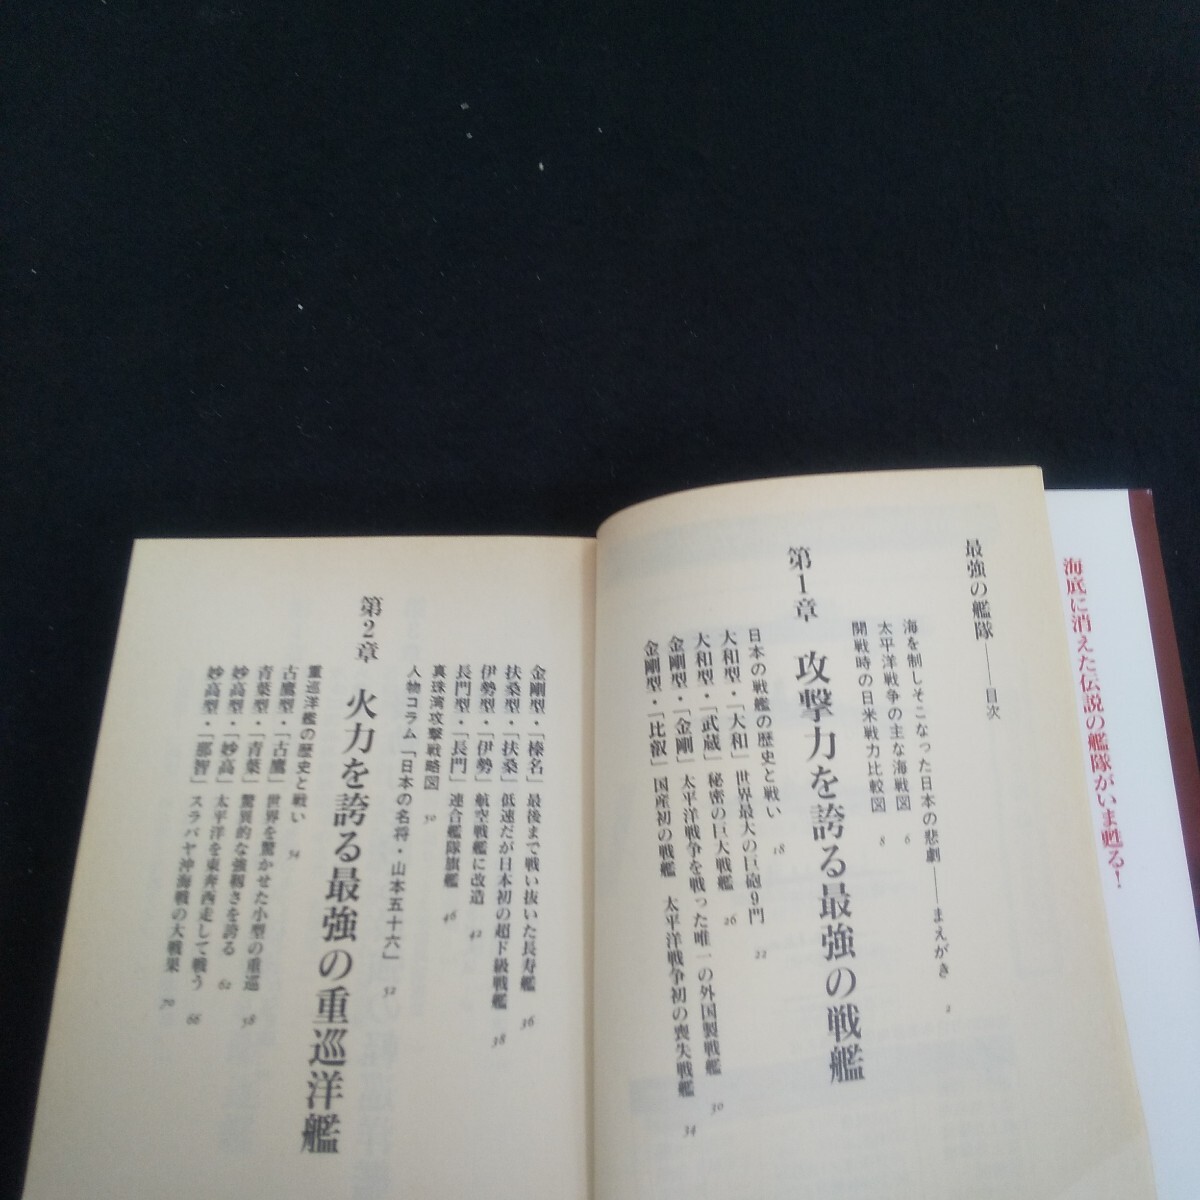 海底に消えた伝説の艦隊がいま甦る！
最強の艦隊――目次
海を制しそこなった日本の悲劇――まえがき 2
太平洋戦争の主な海戦図 6
開戦時の日米戦力比較図 8
第1章 攻撃力を誇る最強の戦艦
日本の戦艦の歴史と戦い 18
大和型・「大和」 世界最大の巨砲9門 22
大和型・「武蔵」 秘密の巨大戦艦 26
金剛型・「金剛」 太平洋戦争を戦った唯一の外国製戦艦 30
金剛型・「比叡」 国産初の戦艦 太平洋戦争初の喪失戦艦 34
金剛型・「榛名」 最後まで戦い抜いた長寿艦 36
扶桑型・「扶桑」 低速だが日本初の超ド級戦艦 38
伊勢型・「伊勢」 航空戦艦に改造 42
長門型・「長門」 連合艦隊旗艦 46
真珠湾攻撃戦略図 50
人物コラム「日本の名将・山本五十六」 52
第2章 火力を誇る最強の重巡洋艦
重巡洋艦の歴史と戦い 54
古鷹型・「古鷹」 世界を驚かせた小型の重巡 58
青葉型・「青葉」 驚異的な強靱さを誇る 62
妙高型・「妙高」 太平洋を東奔西走して戦う 66
妙高型・「那智」 スラバヤ沖海戦の大戦果 70